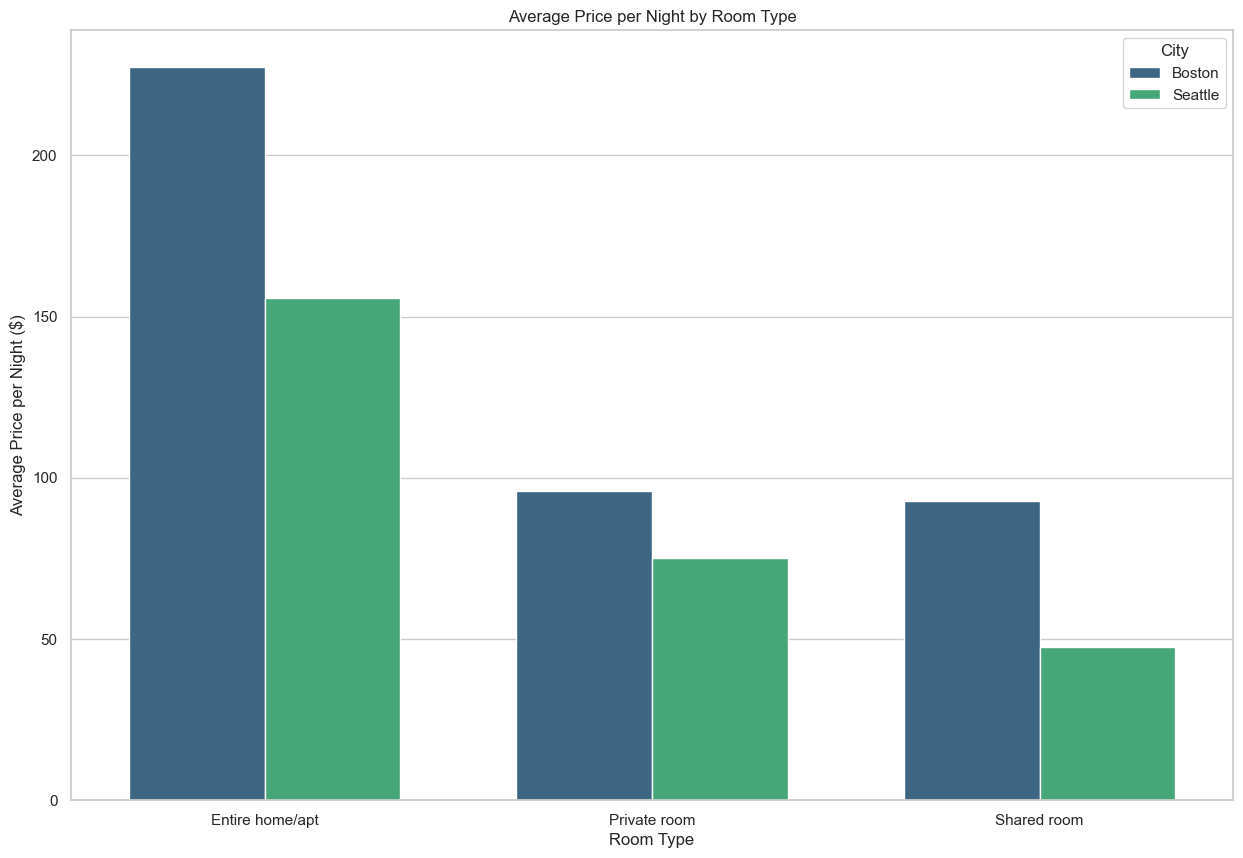 Average Price per Night by Room Type
City
Boston
Seattle
Average Price per Night ($)
200
150
100
50
0
Entire home/apt
Private room
Shared room
Room Type